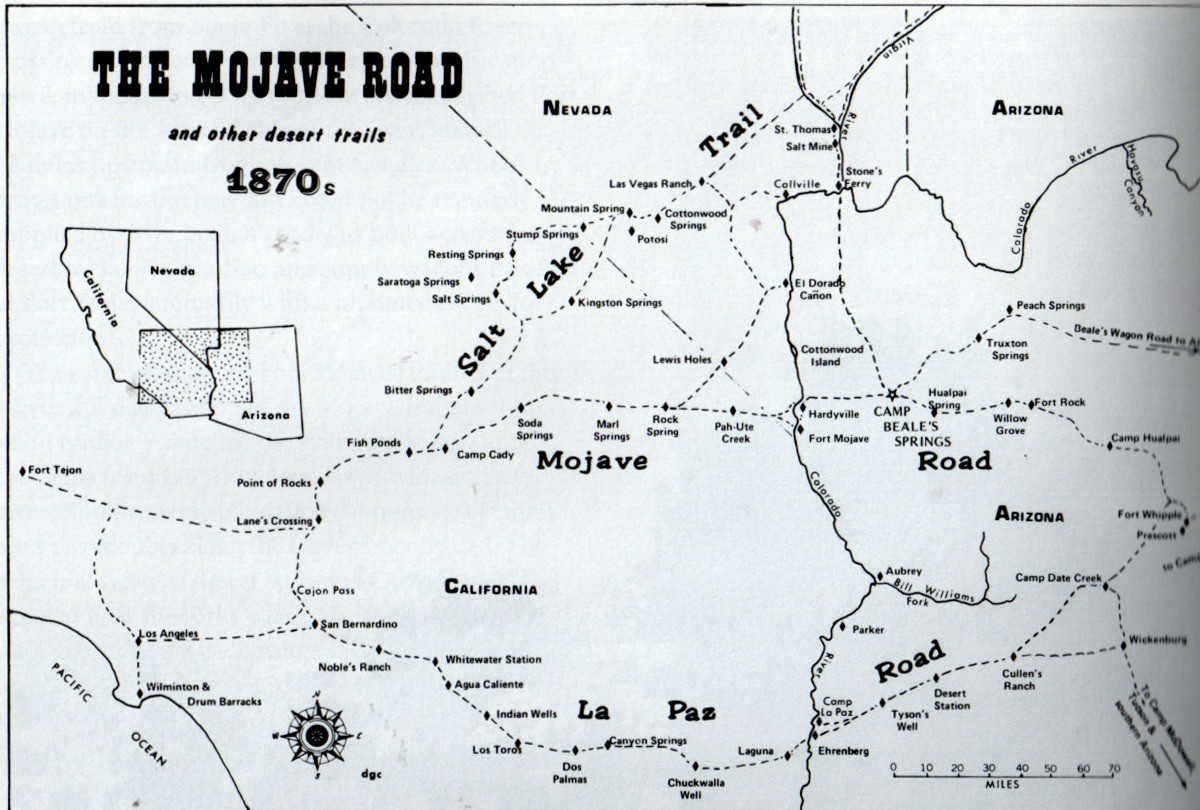 THE MOJAVE ROAD
and other desert trails
1870s
NEVADA
ARIZONA
Virgin
River
Trail
St. Thomas
Salt Mine
Stone's
Ferry
Collville
Las Vegas Ranch
Mountain Spring
Cottonwood
Springs
Potosi
Stump Springs
Resting Springs
Saratoga Springs
Salt Springs
Kingston Springs
Salt Lake
River
Colorado
Havasu
Canyon
Nevada
California
Arizona
El Dorado
Cañon
Peach Springs
Beale's Wagon Road to
Truxton
Springs
Cottonwood
Island
Lewis Holes
Bitter Springs
Soda
Springs
Marl
Springs
Rock
Spring
Pah-Ute
Creek
Hardyville
Fort Mojave
CAMP
BEALE'S
SPRINGS
Hualpai
Spring
Willow
Grove
Fort Rock
Camp Hualpai
Fish Ponds
Camp Cady
Mojave
Road
Fort Tejon
Point of Rocks
Lane's Crossing
Colorado
ARIZONA
Fort Whipple
Prescott
Cajon Pass
CALIFORNIA
Aubrey
Bill Williams
Fork
Camp Date Creek
Los Angeles
San Bernardino
Parker
Wickenburg
Noble's Ranch
Whitewater Station
Agua Caliente
River
Road
Cullen's
Ranch
Desert
Station
PACIFIC
OCEAN
Wilminton &
Drum Barracks
N
W
E
S
dgc
Indian Wells
La Paz
Camp
La Paz
Tyson's
Well
Los Toros
Canyon Springs
Dos
Palmas
Chuckwalla
Well
Laguna
Ehrenberg
To Camp McDowell,
Tucson &
southern Arizona
0 10 20 30 40 50 60 70
MILES